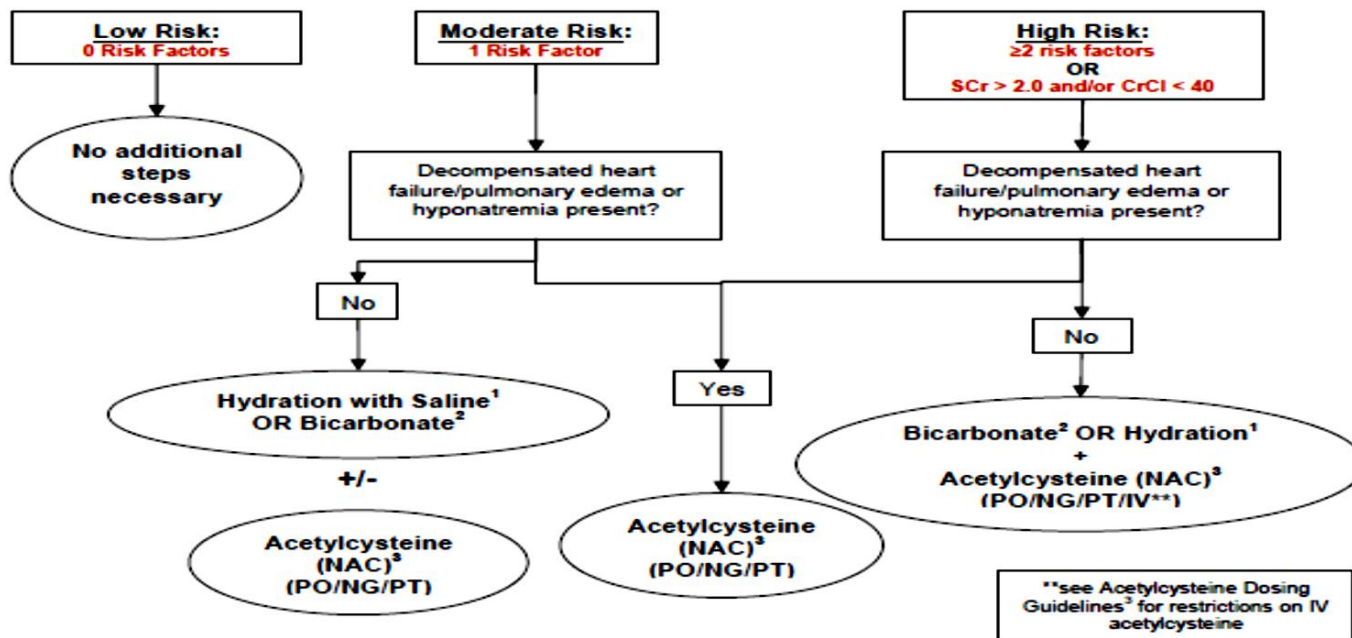 Low Risk:
0 Risk Factors
Moderate Risk:
1 Risk Factor
High Risk:
≥2 risk factors
OR
SCr > 2.0 and/or CrCl < 40
No additional
steps
necessary
Decompensated heart
failure/pulmonary edema or
hyponatremia present?
Decompensated heart
failure/pulmonary edema or
hyponatremia present?
No
No
Yes
Hydration with Saline¹
OR Bicarbonate²
+/-
Acetylcysteine
(NAC)³
(PO/NG/PT)
Acetylcysteine
(NAC)³
(PO/NG/PT)
Bicarbonate² OR Hydration¹
+
Acetylcysteine (NAC)³
(PO/NG/PT/IV**)
**see Acetylcysteine Dosing
Guidelines³ for restrictions on IV
acetylcysteine